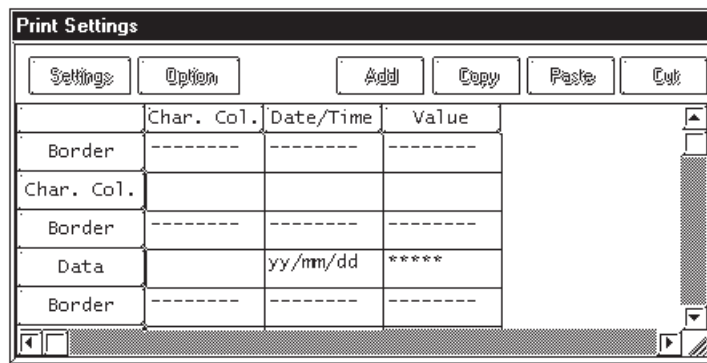 Print Settings
Settings Option Add Copy Paste Cut
Char. Col. Date/Time Value
Border -------- -------- --------
Char. Col.
Border -------- -------- --------
Data yy/mm/dd *****
Border -------- -------- --------